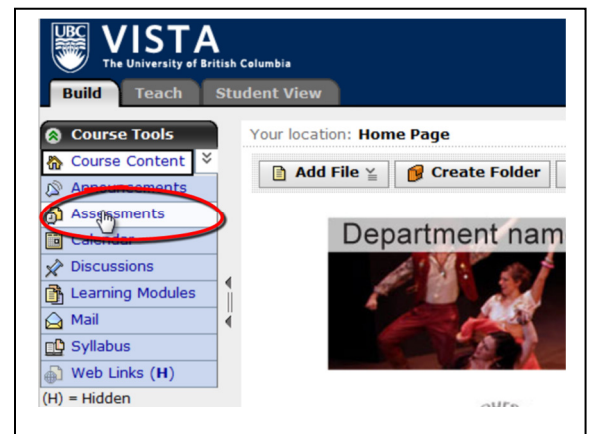 UBC
VISTA
The University of British Columbia
Build Teach Student View
Course Tools
Course Content
Announcements
Assessments
Calendar
Discussions
Learning Modules
Mail
Syllabus
Web Links (H)
(H) = Hidden
Your location: Home Page
Add File Create Folder
Department nam